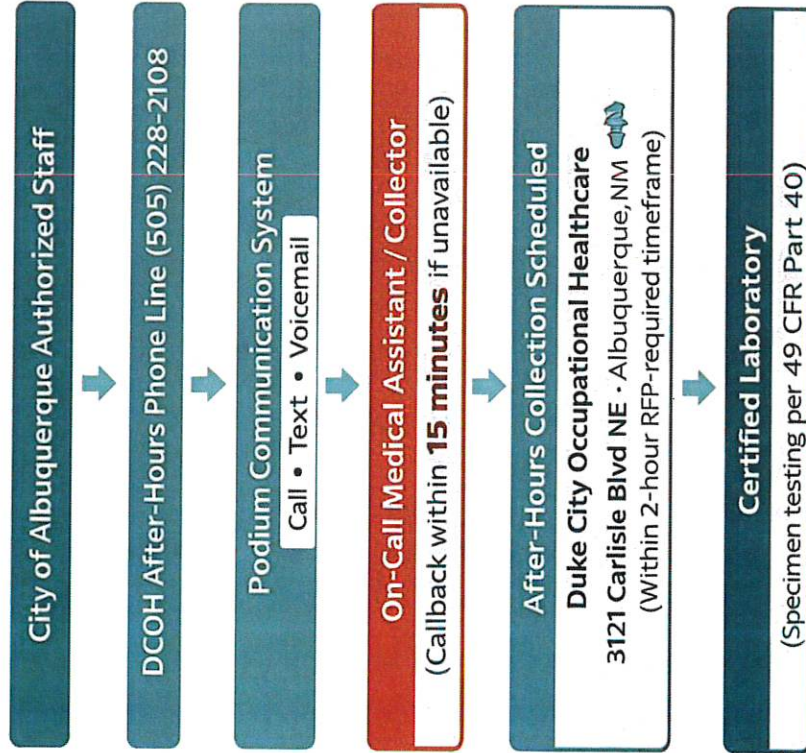 City of Albuquerque Authorized Staff
DCOH After-Hours Phone Line (505) 228-2108
Podium Communication System
Call • Text • Voicemail
On-Call Medical Assistant / Collector
(Callback within 15 minutes if unavailable)
After-Hours Collection Scheduled
Duke City Occupational Healthcare
3121 Carlisle Blvd NE · Albuquerque, NM
(Within 2-hour RFP-required timeframe)
Certified Laboratory
(Specimen testing per 49 CFR Part 40)